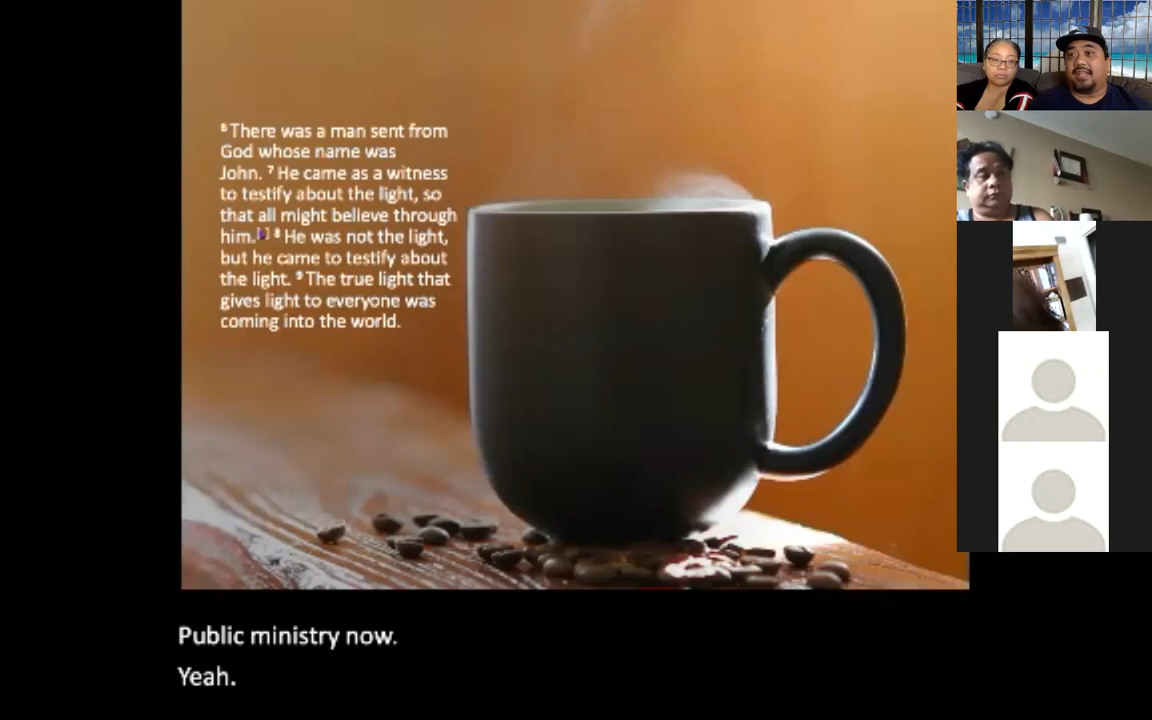 ⁶ There was a man sent from
God whose name was
John. ⁷ He came as a witness
to testify about the light, so
that all might believe through
him. ⁸ He was not the light,
but he came to testify about
the light. ⁹ The true light that
gives light to everyone was
coming into the world.
Public ministry now.
Yeah.